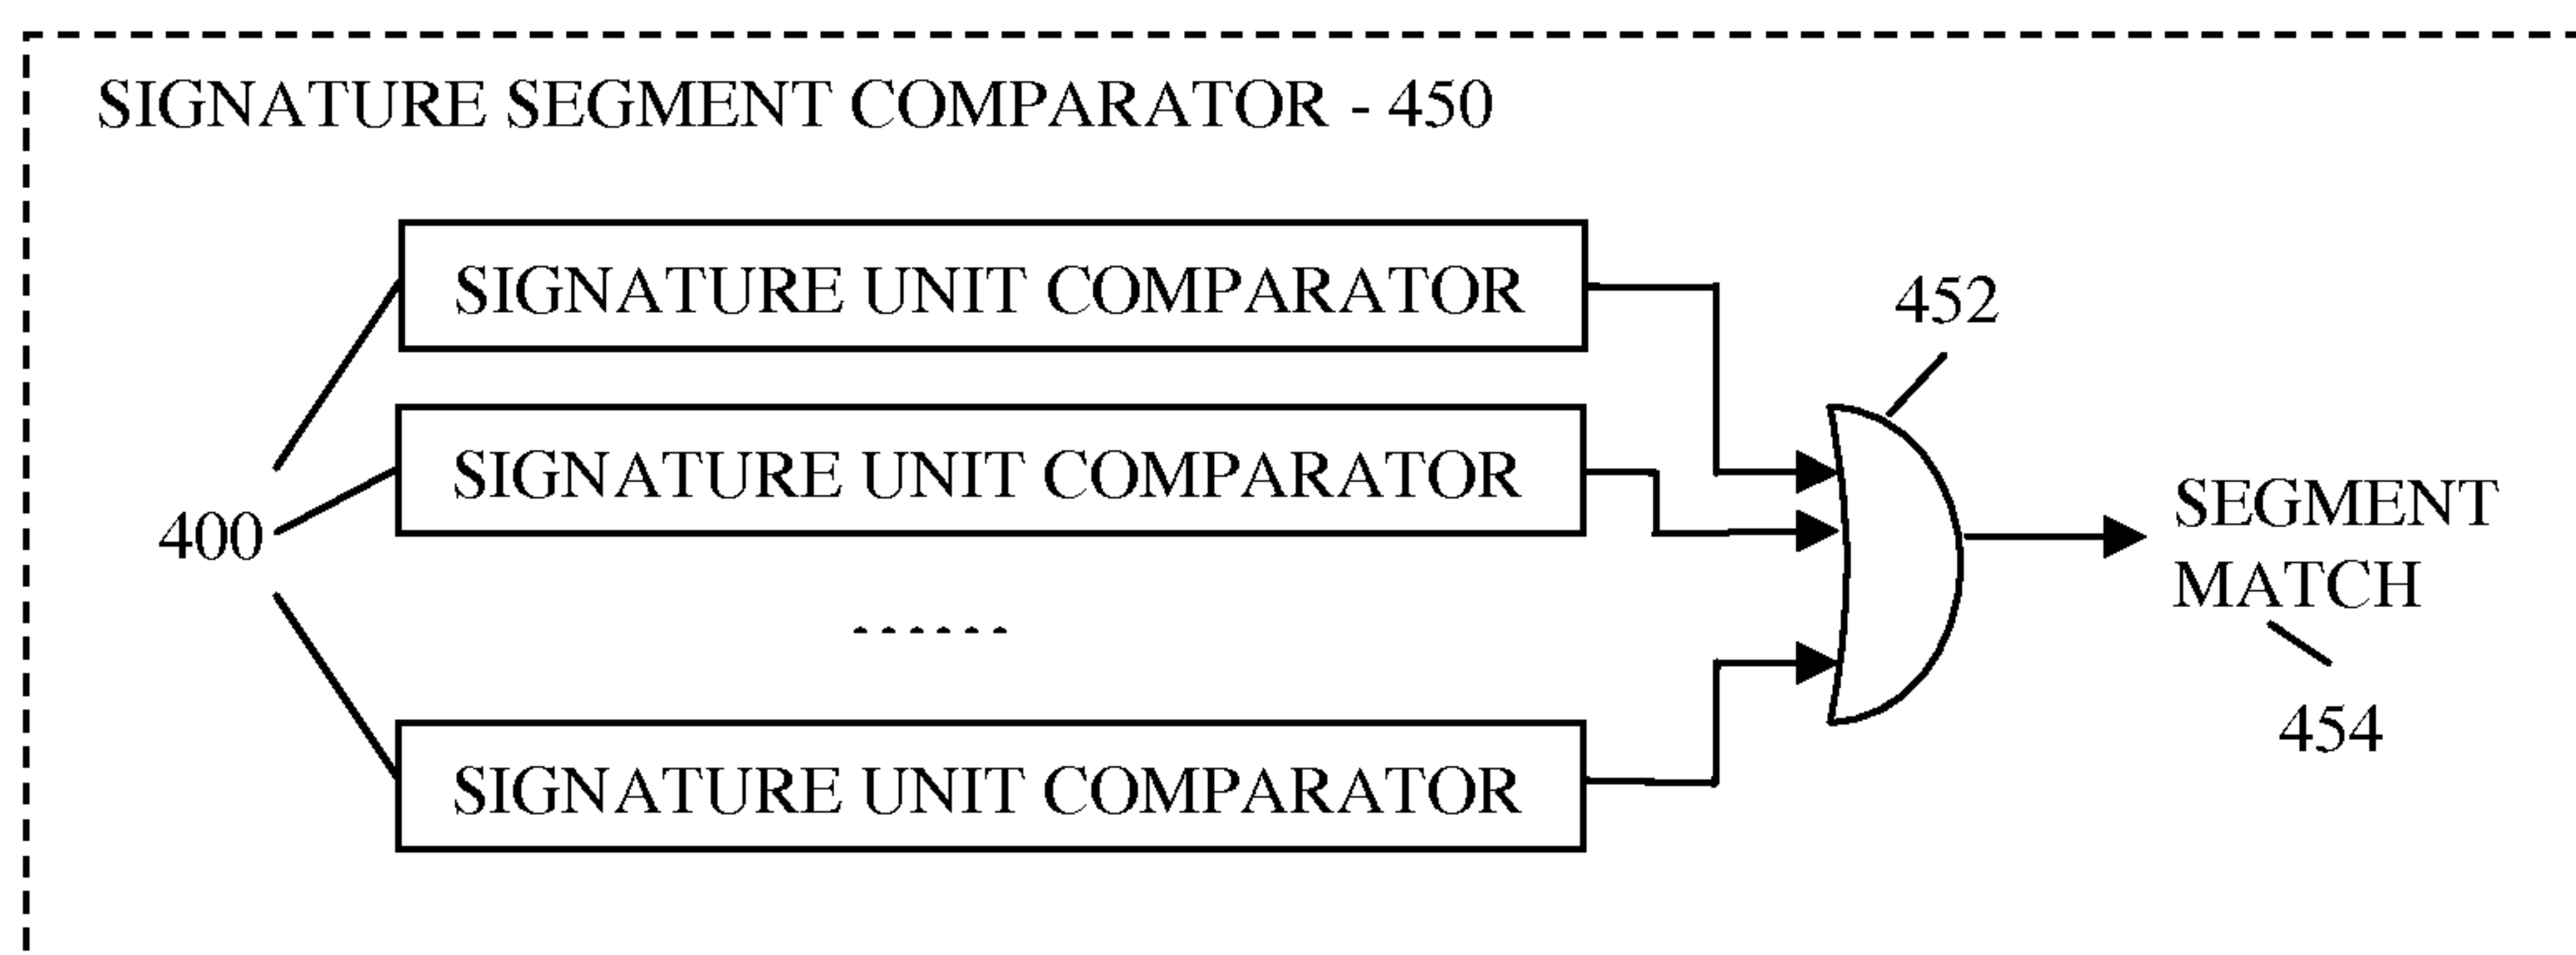 SIGNATURE SEGMENT COMPARATOR - 450
SIGNATURE UNIT COMPARATOR
452
SIGNATURE UNIT COMPARATOR
400
SEGMENT
MATCH
......
454
SIGNATURE UNIT COMPARATOR